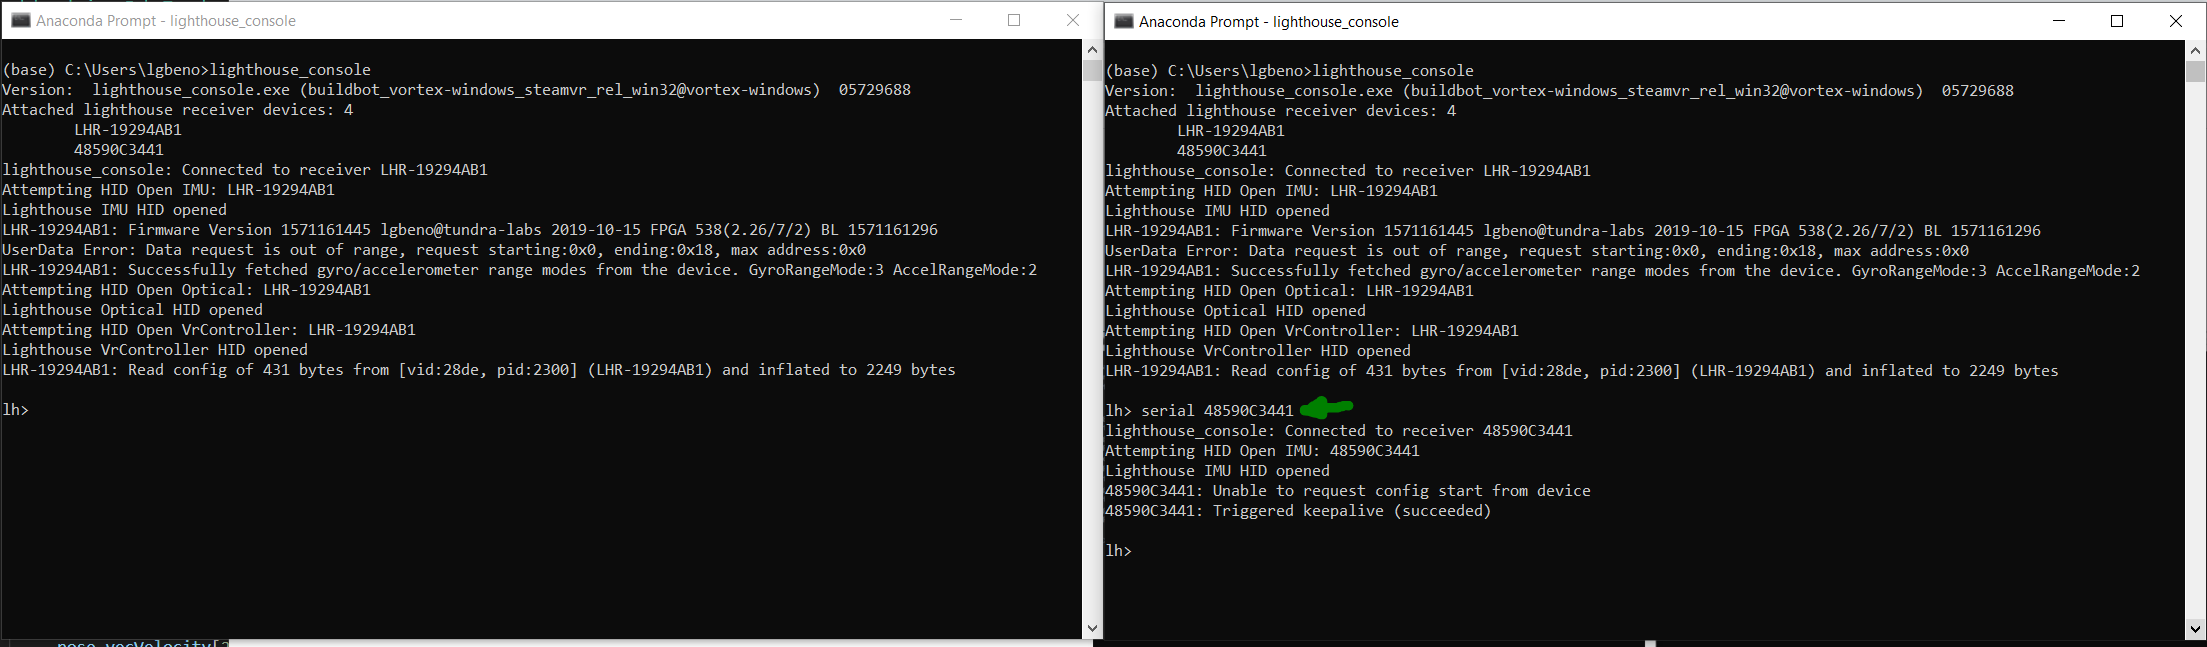 Anaconda Prompt - lighthouse_console
(base) C:\Users\lgbeno>lighthouse_console
Version:  lighthouse_console.exe (buildbot_vortex-windows_steamvr_rel_win32@vortex-windows)  05729688
Attached lighthouse receiver devices: 4
        LHR-19294AB1
        48590C3441
lighthouse_console: Connected to receiver LHR-19294AB1
Attempting HID Open IMU: LHR-19294AB1
Lighthouse IMU HID opened
LHR-19294AB1: Firmware Version 1571161445 lgbeno@tundra-labs 2019-10-15 FPGA 538(2.26/7/2) BL 1571161296
UserData Error: Data request is out of range, request starting:0x0, ending:0x18, max address:0x0
LHR-19294AB1: Successfully fetched gyro/accelerometer range modes from the device. GyroRangeMode:3 AccelRangeMode:2
Attempting HID Open Optical: LHR-19294AB1
Lighthouse Optical HID opened
Attempting HID Open VrController: LHR-19294AB1
Lighthouse VrController HID opened
LHR-19294AB1: Read config of 431 bytes from [vid:28de, pid:2300] (LHR-19294AB1) and inflated to 2249 bytes
lh>
Anaconda Prompt - lighthouse_console
(base) C:\Users\lgbeno>lighthouse_console
Version:  lighthouse_console.exe (buildbot_vortex-windows_steamvr_rel_win32@vortex-windows)  05729688
Attached lighthouse receiver devices: 4
        LHR-19294AB1
        48590C3441
lighthouse_console: Connected to receiver LHR-19294AB1
Attempting HID Open IMU: LHR-19294AB1
Lighthouse IMU HID opened
LHR-19294AB1: Firmware Version 1571161445 lgbeno@tundra-labs 2019-10-15 FPGA 538(2.26/7/2) BL 1571161296
UserData Error: Data request is out of range, request starting:0x0, ending:0x18, max address:0x0
LHR-19294AB1: Successfully fetched gyro/accelerometer range modes from the device. GyroRangeMode:3 AccelRangeMode:2
Attempting HID Open Optical: LHR-19294AB1
Lighthouse Optical HID opened
Attempting HID Open VrController: LHR-19294AB1
Lighthouse VrController HID opened
LHR-19294AB1: Read config of 431 bytes from [vid:28de, pid:2300] (LHR-19294AB1) and inflated to 2249 bytes
lh> serial 48590C3441
lighthouse_console: Connected to receiver 48590C3441
Attempting HID Open IMU: 48590C3441
Lighthouse IMU HID opened
48590C3441: Unable to request config start from device
48590C3441: Triggered keepalive (succeeded)
lh>